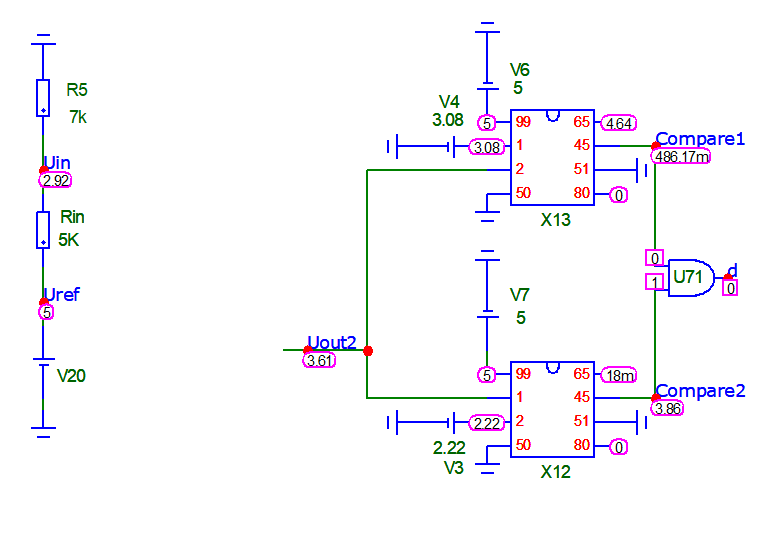 R5
7k
Uin
2.92
Rin
5K
Uref
5
V20
V6
5
V4
3.08
5
99
65
4.64
3.08
1
45
Compare1
486.17m
2
51
50
80
0
X13
0
U71
d
1
0
V7
5
Uout2
3.61
5
99
65
18m
1
45
Compare2
3.86
2.22
2
51
2.22
50
80
0
V3
X12